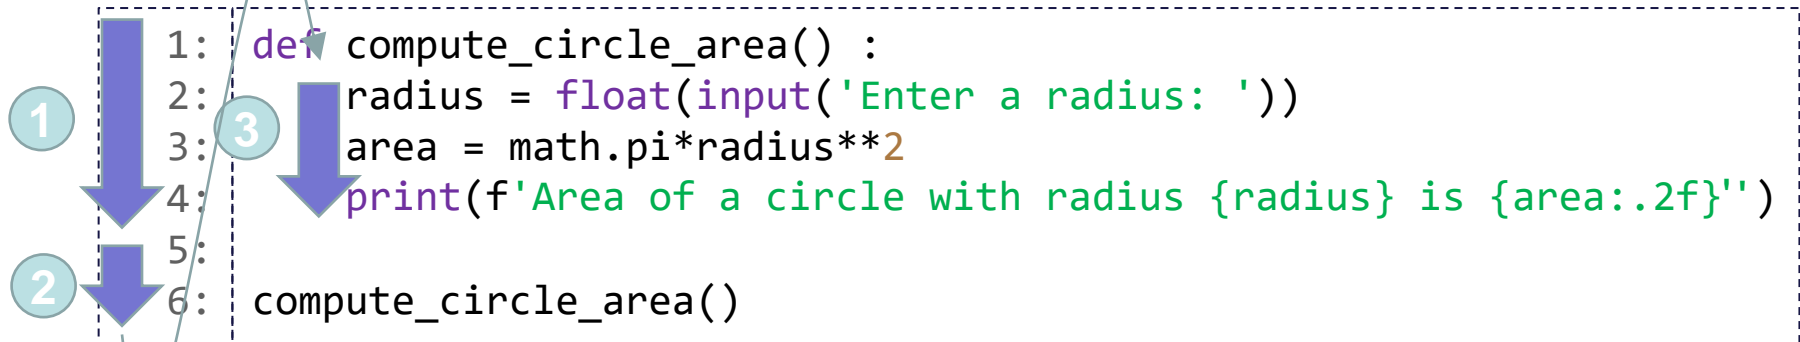 1: def compute_circle_area() :
1 2: 3 radius = float(input('Enter a radius: '))
3: area = math.pi*radius**2
4: print(f'Area of a circle with radius {radius} is {area:.2f}'')
5:
2 6: compute_circle_area()